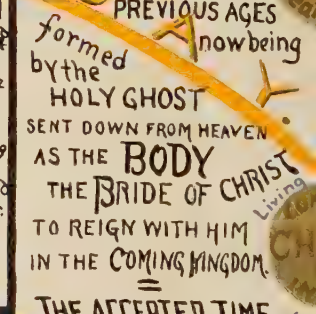 PREVIOUS AGES
A now being
formed
by the
HOLY GHOST
SENT DOWN FROM HEAVEN
AS THE BODY
THE BRIDE OF CHRIST
Living
TO REIGN WITH HIM
IN THE COMING KINGDOM.
THE ACCEPTED TIME